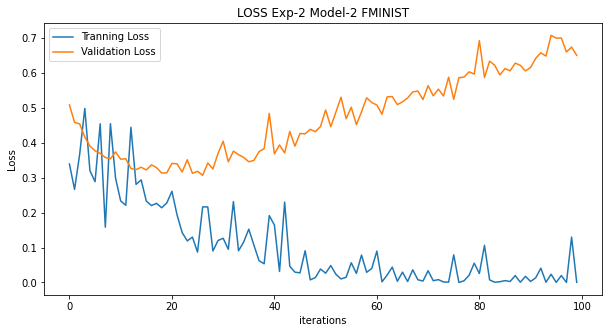 LOSS Exp-2 Model-2 FMINIST
Tranning Loss
Validation Loss
0.7
0.6
0.5
0.4
0.3
0.2
0.1
0.0
Loss
0 20 40 60 80 100
iterations